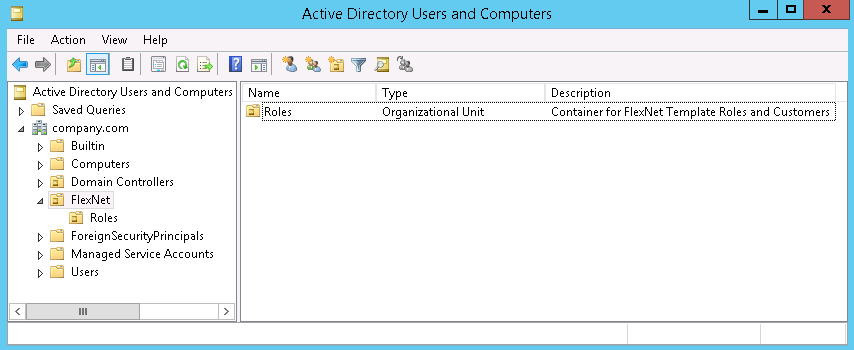 Active Directory Users and Computers
File Action View Help
Active Directory Users and Computers
Saved Queries
company.com
Builtin
Computers
Domain Controllers
FlexNet
Roles
ForeignSecurityPrincipals
Managed Service Accounts
Users
Name Type Description
Roles Organizational Unit Container for FlexNet Template Roles and Customers